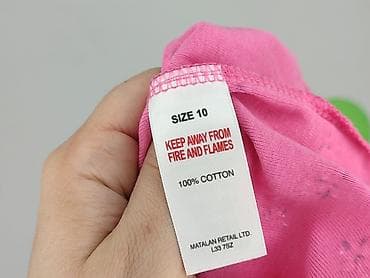 SIZE 10
KEEP AWAY FROM
FIRE AND FLAMES
100% COTTON
MATALAN RETAIL LTD
L33 7SZ